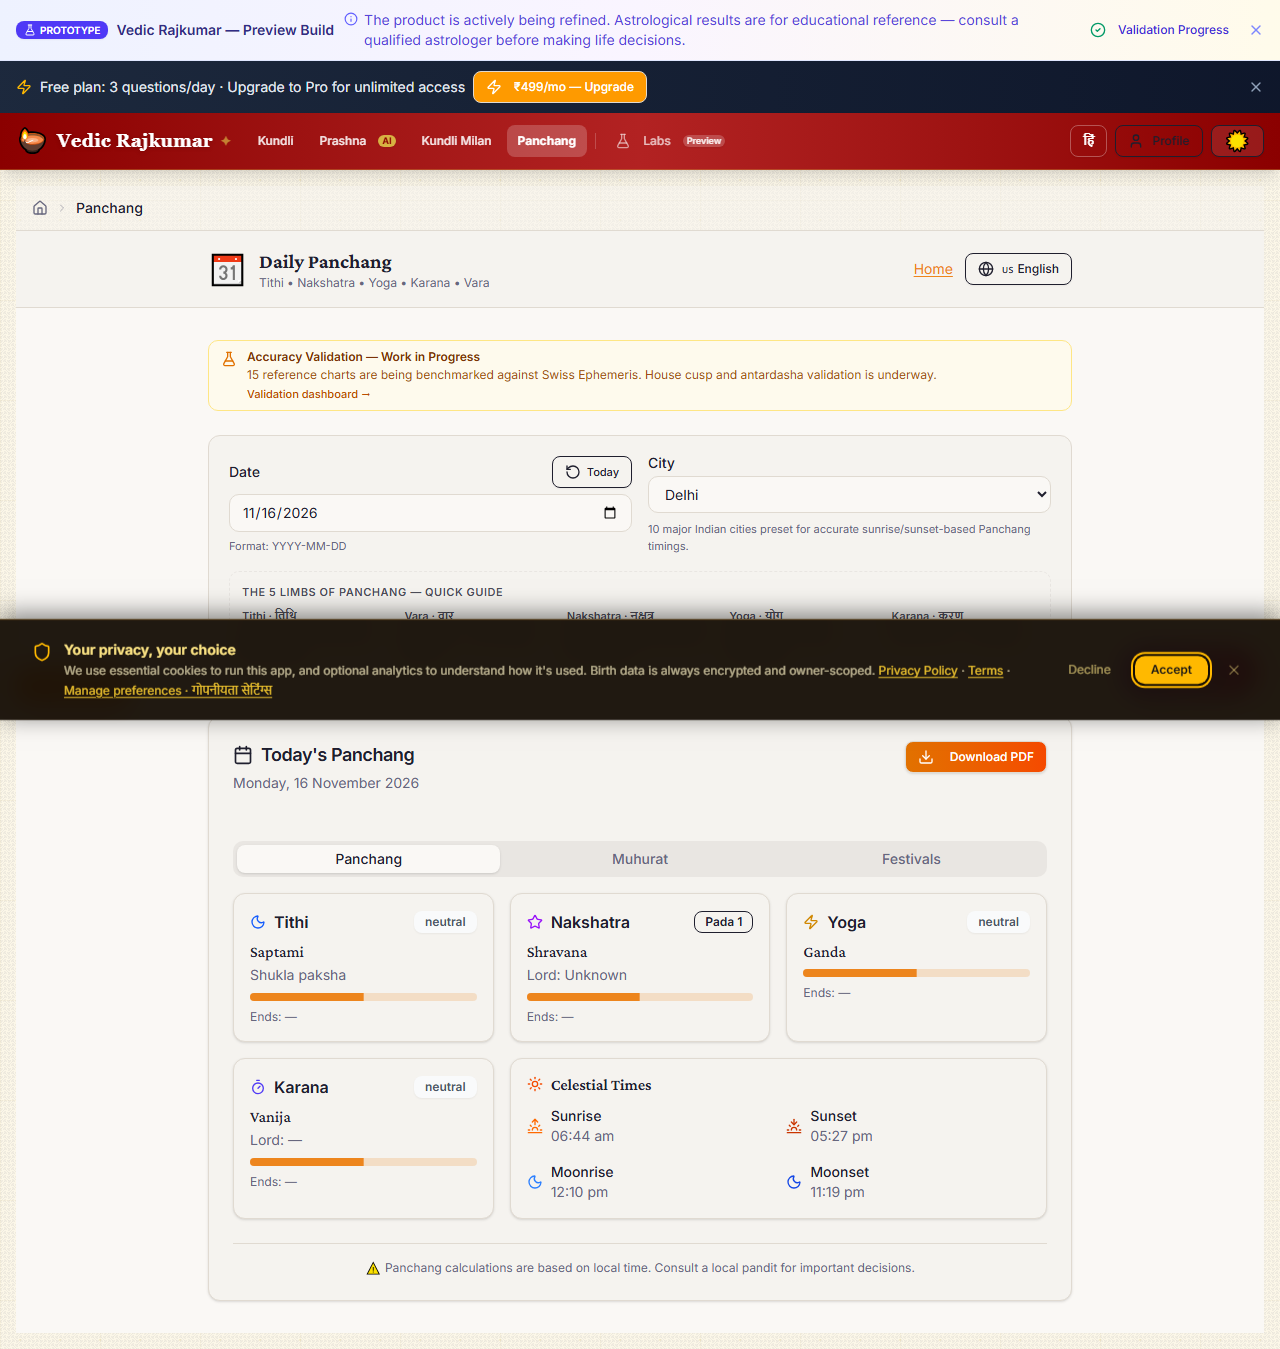 PROTOTYPE Vedic Rajkumar — Preview Build
The product is actively being refined. Astrological results are for educational reference — consult a
qualified astrologer before making life decisions.
Validation Progress
Free plan: 3 questions/day · Upgrade to Pro for unlimited access
₹499/mo — Upgrade
Vedic Rajkumar
Kundli
Prashna AI
Kundli Milan
Panchang
Labs Preview
हिं
Profile
Panchang
31
Daily Panchang
Tithi • Nakshatra • Yoga • Karana • Vara
Home
US English
Accuracy Validation — Work in Progress
15 reference charts are being benchmarked against Swiss Ephemeris. House cusp and antardasha validation is underway.
Validation dashboard →
Date
Today
11/16/2026
Format: YYYY-MM-DD
City
Delhi
10 major Indian cities preset for accurate sunrise/sunset-based Panchang
timings.
THE 5 LIMBS OF PANCHANG — QUICK GUIDE
Tithi · तिथि
Vara · वार
Nakshatra · नक्षत्र
Yoga · योग
Karana · करण
Your privacy, your choice
We use essential cookies to run this app, and optional analytics to understand how it's used. Birth data is always encrypted and owner-scoped. Privacy Policy · Terms ·
Manage preferences · गोपनीयता सेटिंग्स
Decline
Accept
Today's Panchang
Monday, 16 November 2026
Download PDF
Panchang
Muhurat
Festivals
Tithi
neutral
Saptami
Shukla paksha
Ends: —
Nakshatra
Pada 1
Shravana
Lord: Unknown
Ends: —
Yoga
neutral
Ganda
Ends: —
Karana
neutral
Vanija
Lord: —
Ends: —
Celestial Times
Sunrise
06:44 am
Sunset
05:27 pm
Moonrise
12:10 pm
Moonset
11:19 pm
Panchang calculations are based on local time. Consult a local pandit for important decisions.